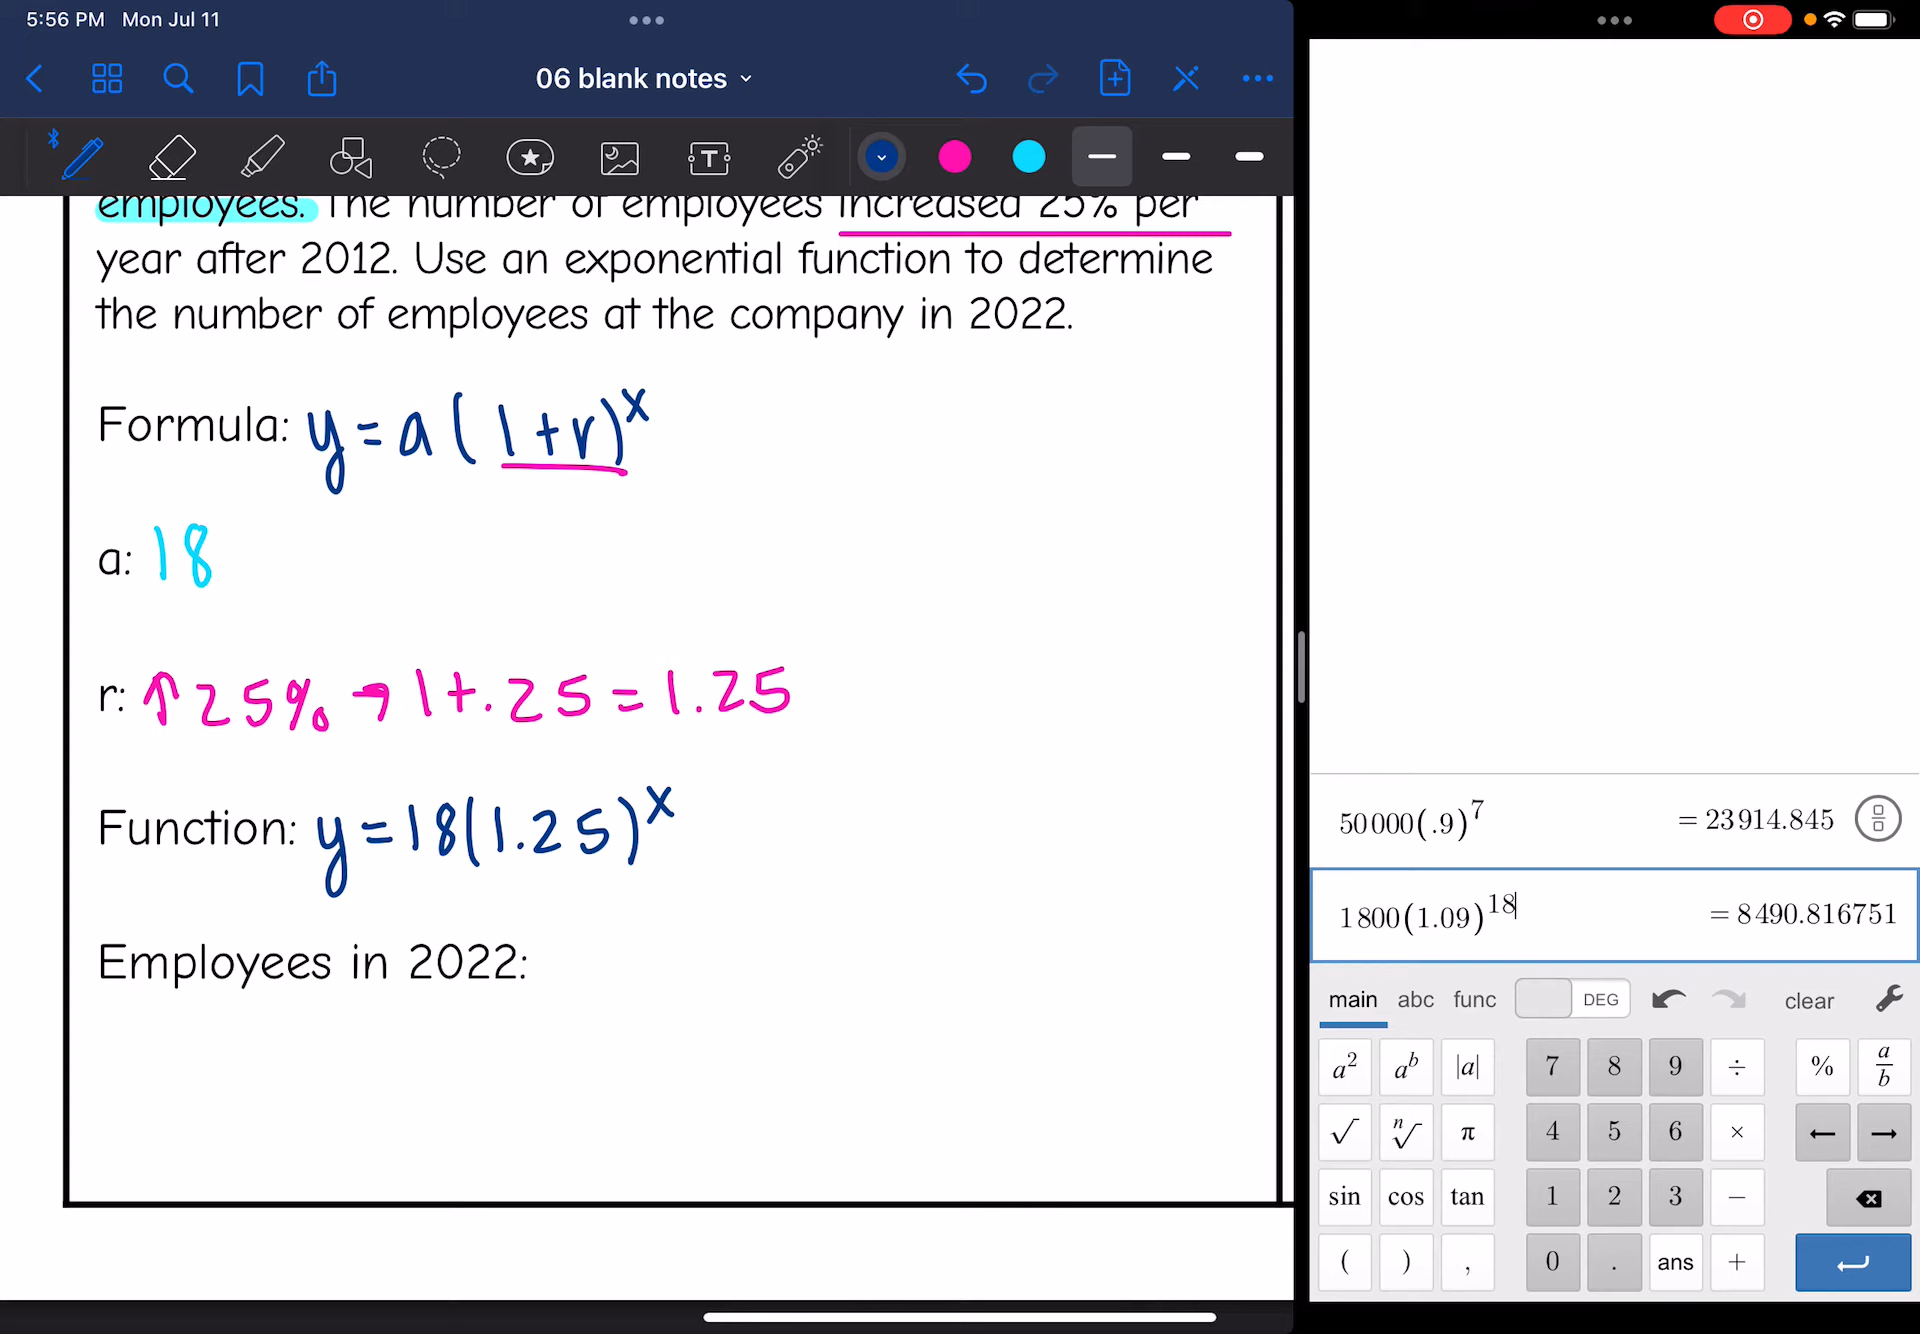 5:56 PM Mon Jul 11
06 blank notes
T
employees. The number of employees increased 25% per
year after 2012. Use an exponential function to determine
the number of employees at the company in 2022.
Formula: y = a(1+r)^x
a: 18
r: ↑25% → 1+.25 = 1.25
Function: y = 18(1.25)^x
Employees in 2022:
50000(.9)^7 = 23914.845
1800(1.09)^18 = 8490.816751
main abc func DEG clear
a^2 a^b |a| 7 8 9 ÷ % a/b
√ n√ π 4 5 6 × ← →
sin cos tan 1 2 3 −
( ) , 0 . ans +